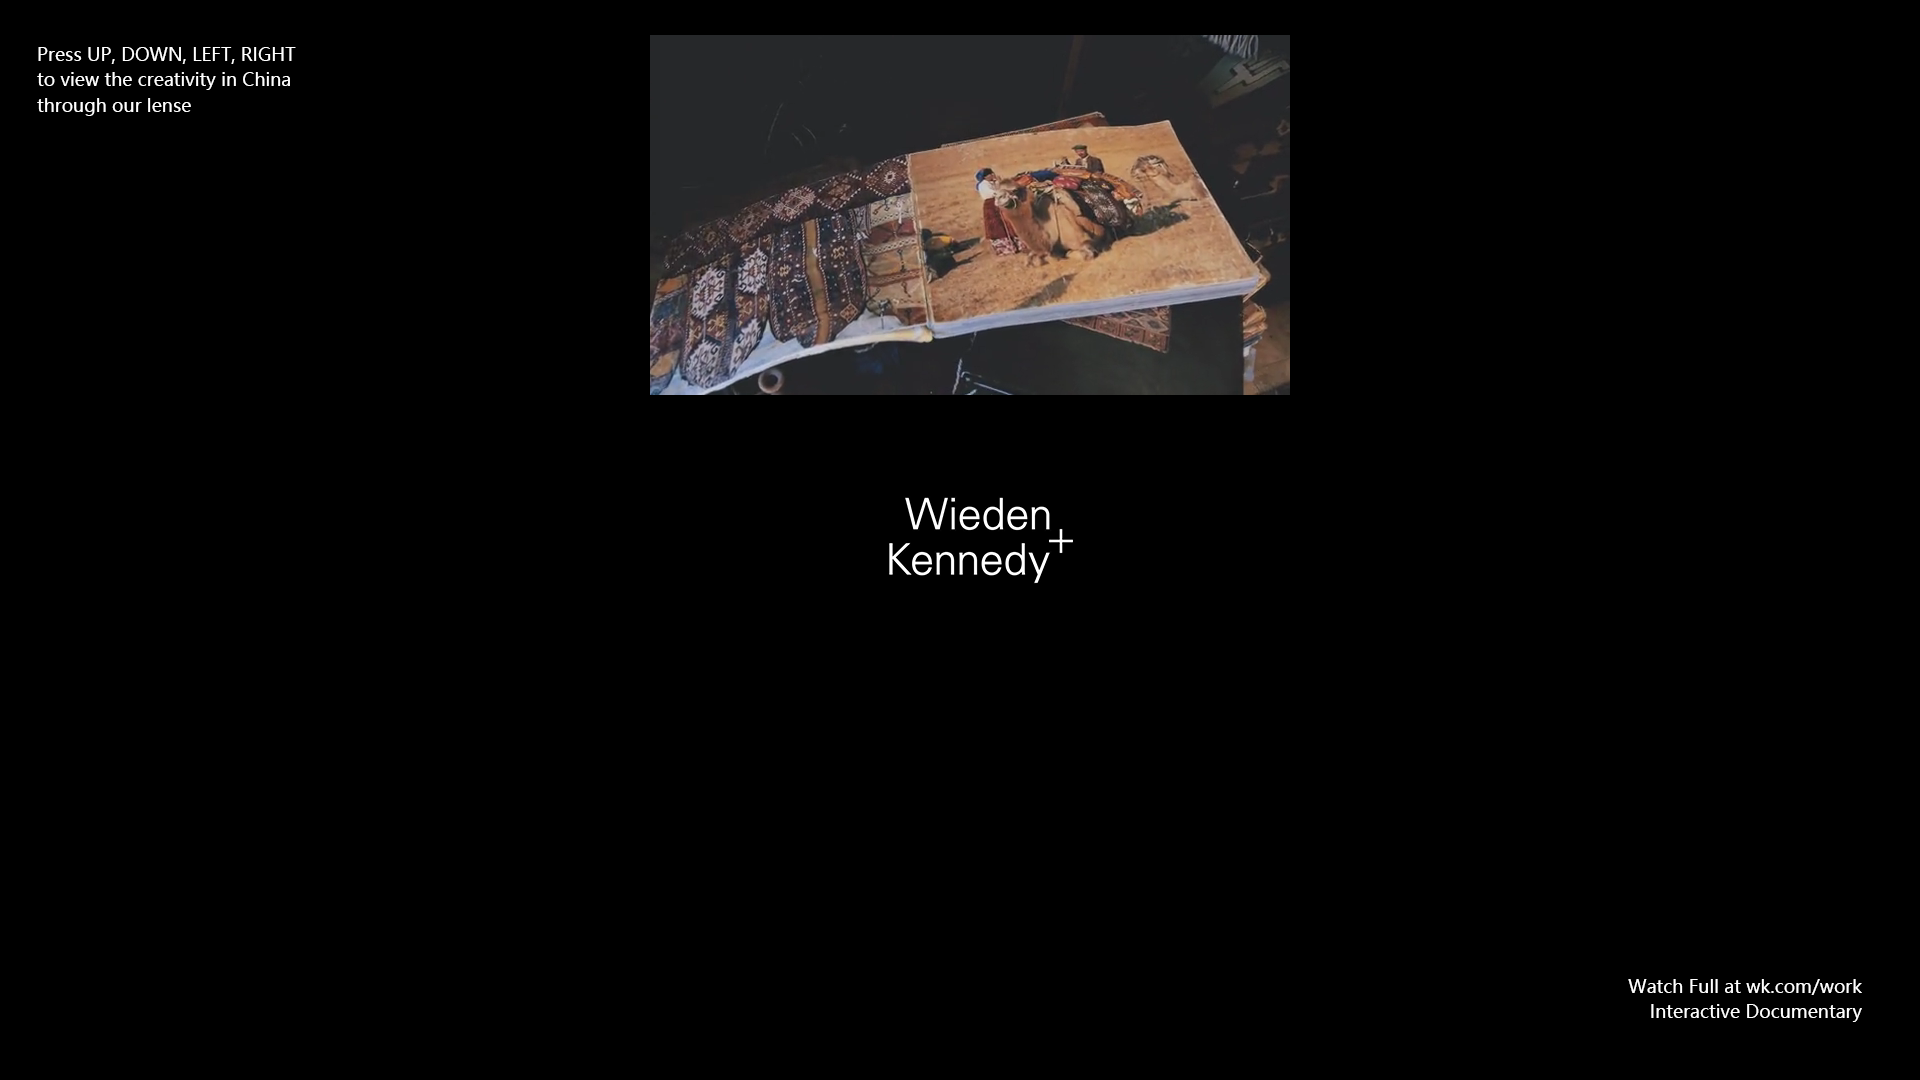 Press UP, DOWN, LEFT, RIGHT
to view the creativity in China
through our lense
Wieden
Kennedy+
Watch Full at wk.com/work
Interactive Documentary